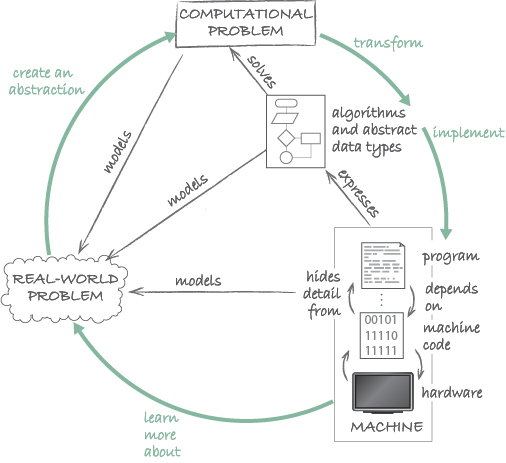 COMPUTATIONAL
PROBLEM
transform
create an
abstraction
solves
algorithms
and abstract
data types
implement
models
models
expresses
REAL-WORLD
PROBLEM
models
hides
detail
from
program
depends
on
00101
11110
11111
machine
code
hardware
MACHINE
learn
more
about